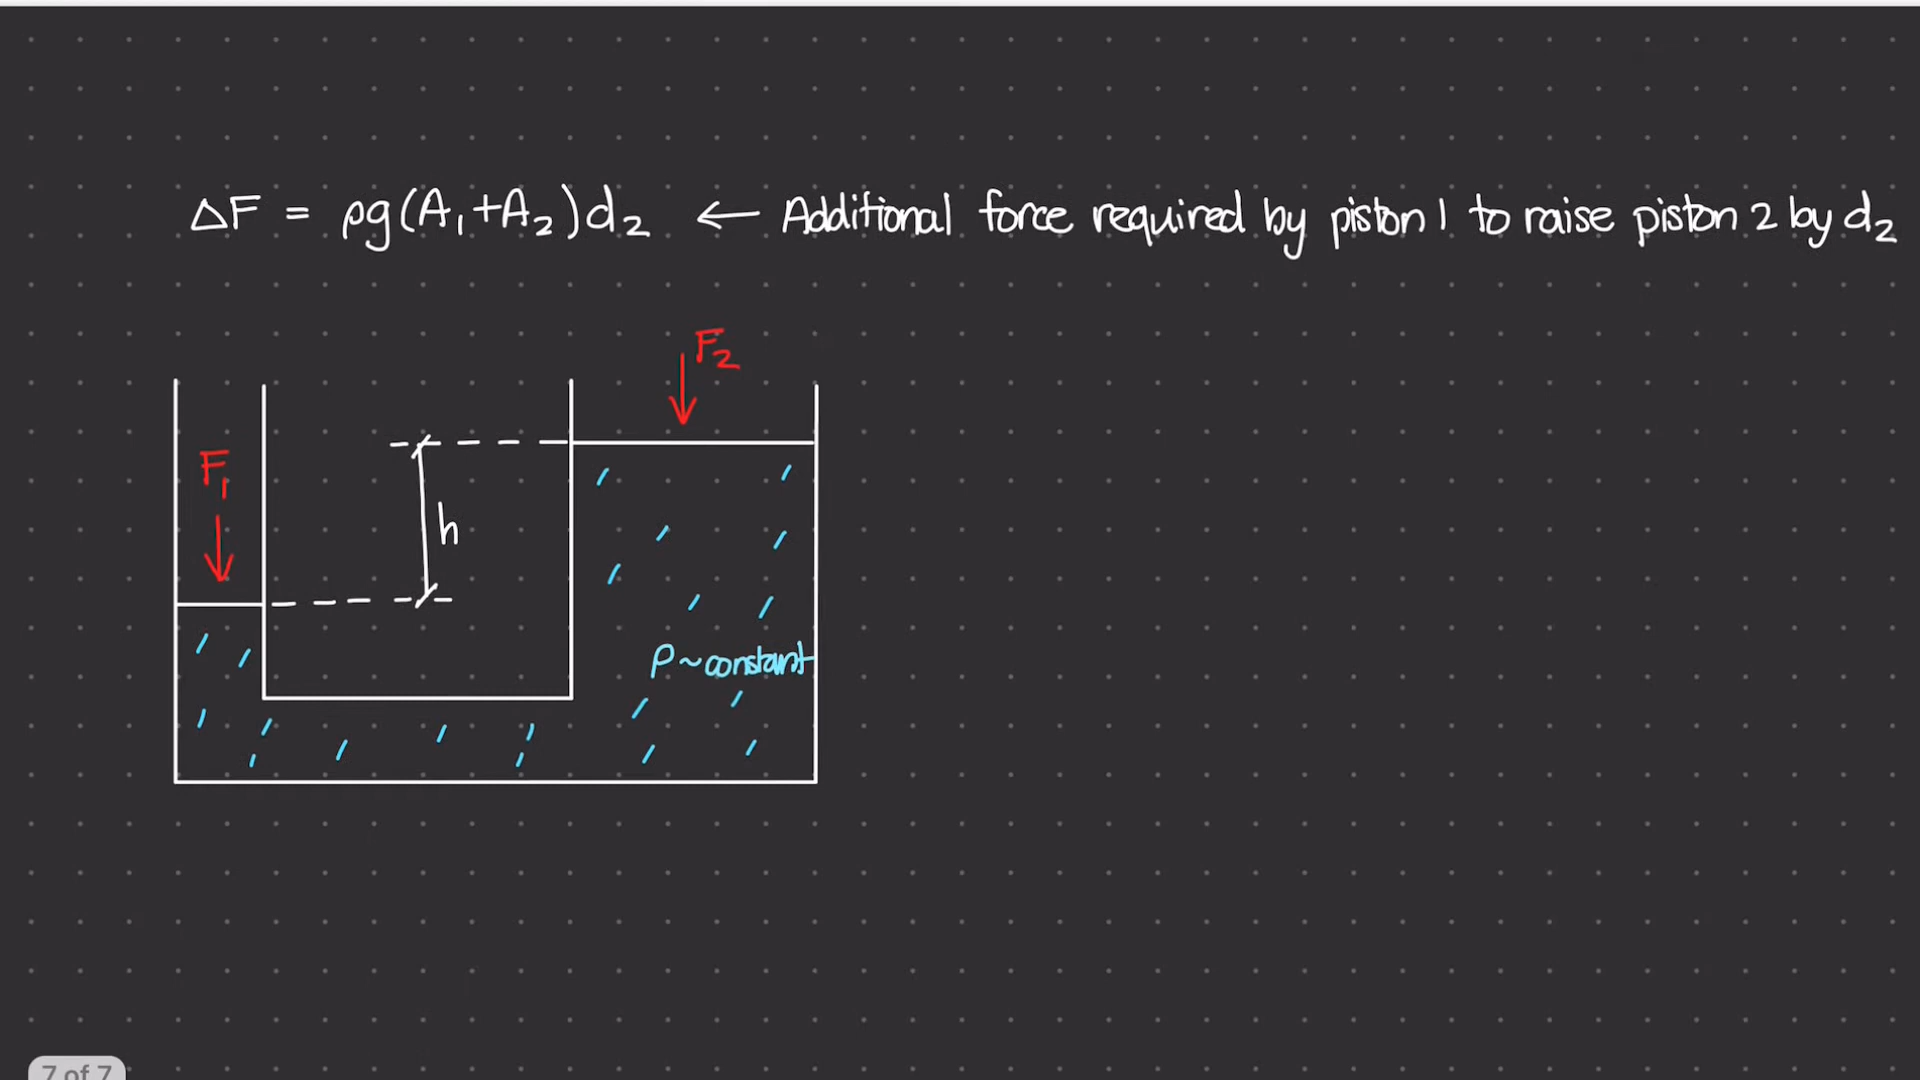 ΔF = ρg(A₁+A₂)d₂ ← Additional force required by piston 1 to raise piston 2 by d₂
F₂
F₁
h
ρ~constant
7 of 7